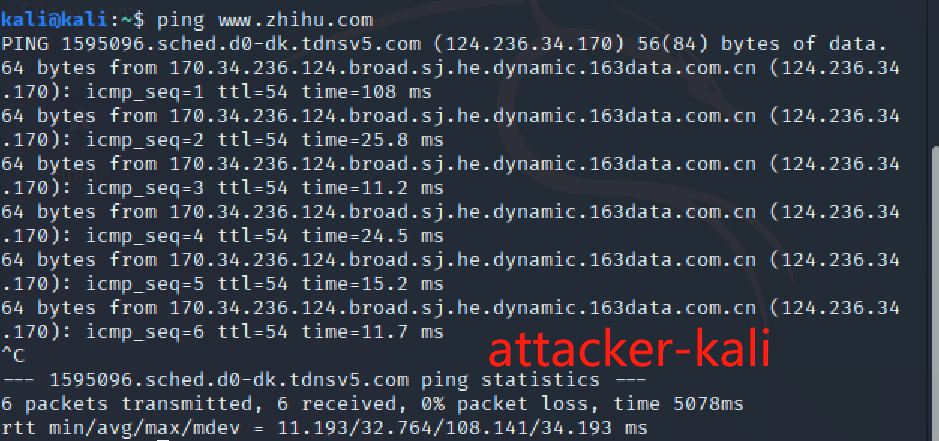 kali@kali:~$ ping www.zhihu.com
PING 1595096.sched.d0-dk.tdnsv5.com (124.236.34.170) 56(84) bytes of data.
64 bytes from 170.34.236.124.broad.sj.he.dynamic.163data.com.cn (124.236.34
.170): icmp_seq=1 ttl=54 time=108 ms
64 bytes from 170.34.236.124.broad.sj.he.dynamic.163data.com.cn (124.236.34
.170): icmp_seq=2 ttl=54 time=25.8 ms
64 bytes from 170.34.236.124.broad.sj.he.dynamic.163data.com.cn (124.236.34
.170): icmp_seq=3 ttl=54 time=11.2 ms
64 bytes from 170.34.236.124.broad.sj.he.dynamic.163data.com.cn (124.236.34
.170): icmp_seq=4 ttl=54 time=24.5 ms
64 bytes from 170.34.236.124.broad.sj.he.dynamic.163data.com.cn (124.236.34
.170): icmp_seq=5 ttl=54 time=15.2 ms
64 bytes from 170.34.236.124.broad.sj.he.dynamic.163data.com.cn (124.236.34
.170): icmp_seq=6 ttl=54 time=11.7 ms
^C
attacker-kali
--- 1595096.sched.d0-dk.tdnsv5.com ping statistics ---
6 packets transmitted, 6 received, 0% packet loss, time 5078ms
rtt min/avg/max/mdev = 11.193/32.764/108.141/34.193 ms